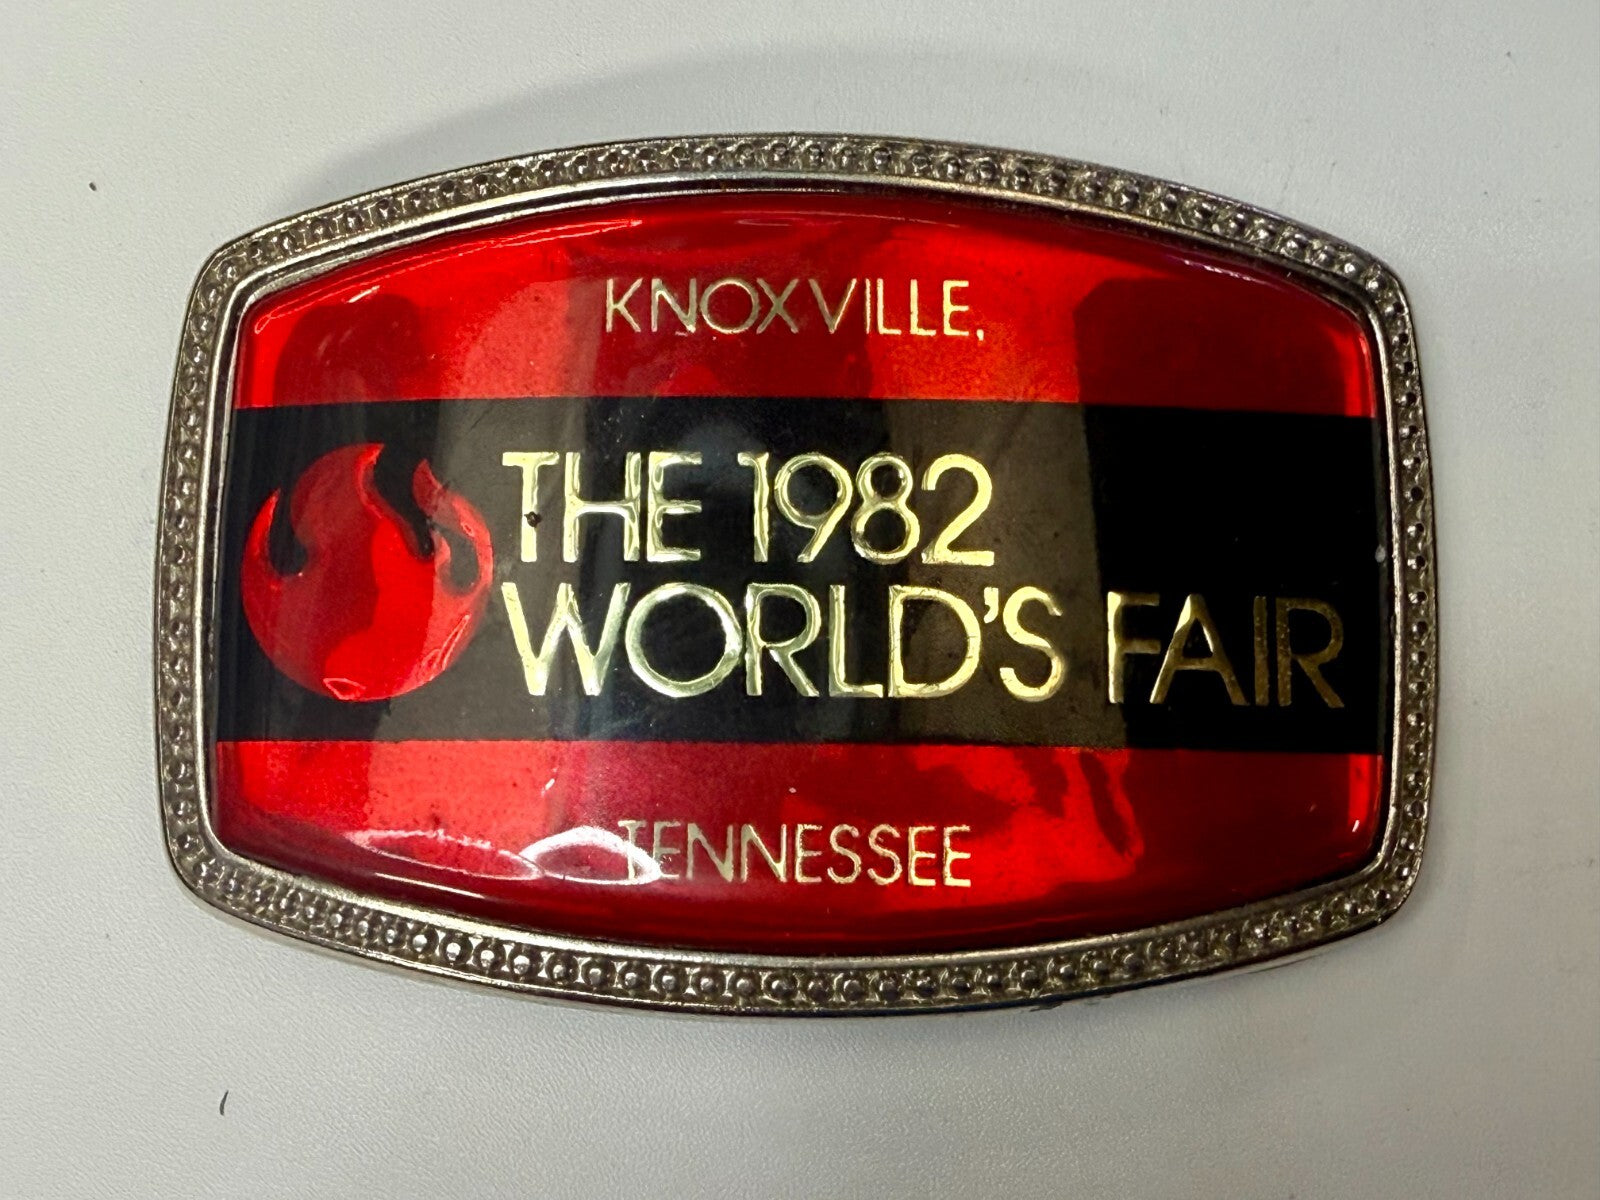 KNOXVILLE,
THE 1982
WORLD'S FAIR
TENNESSEE